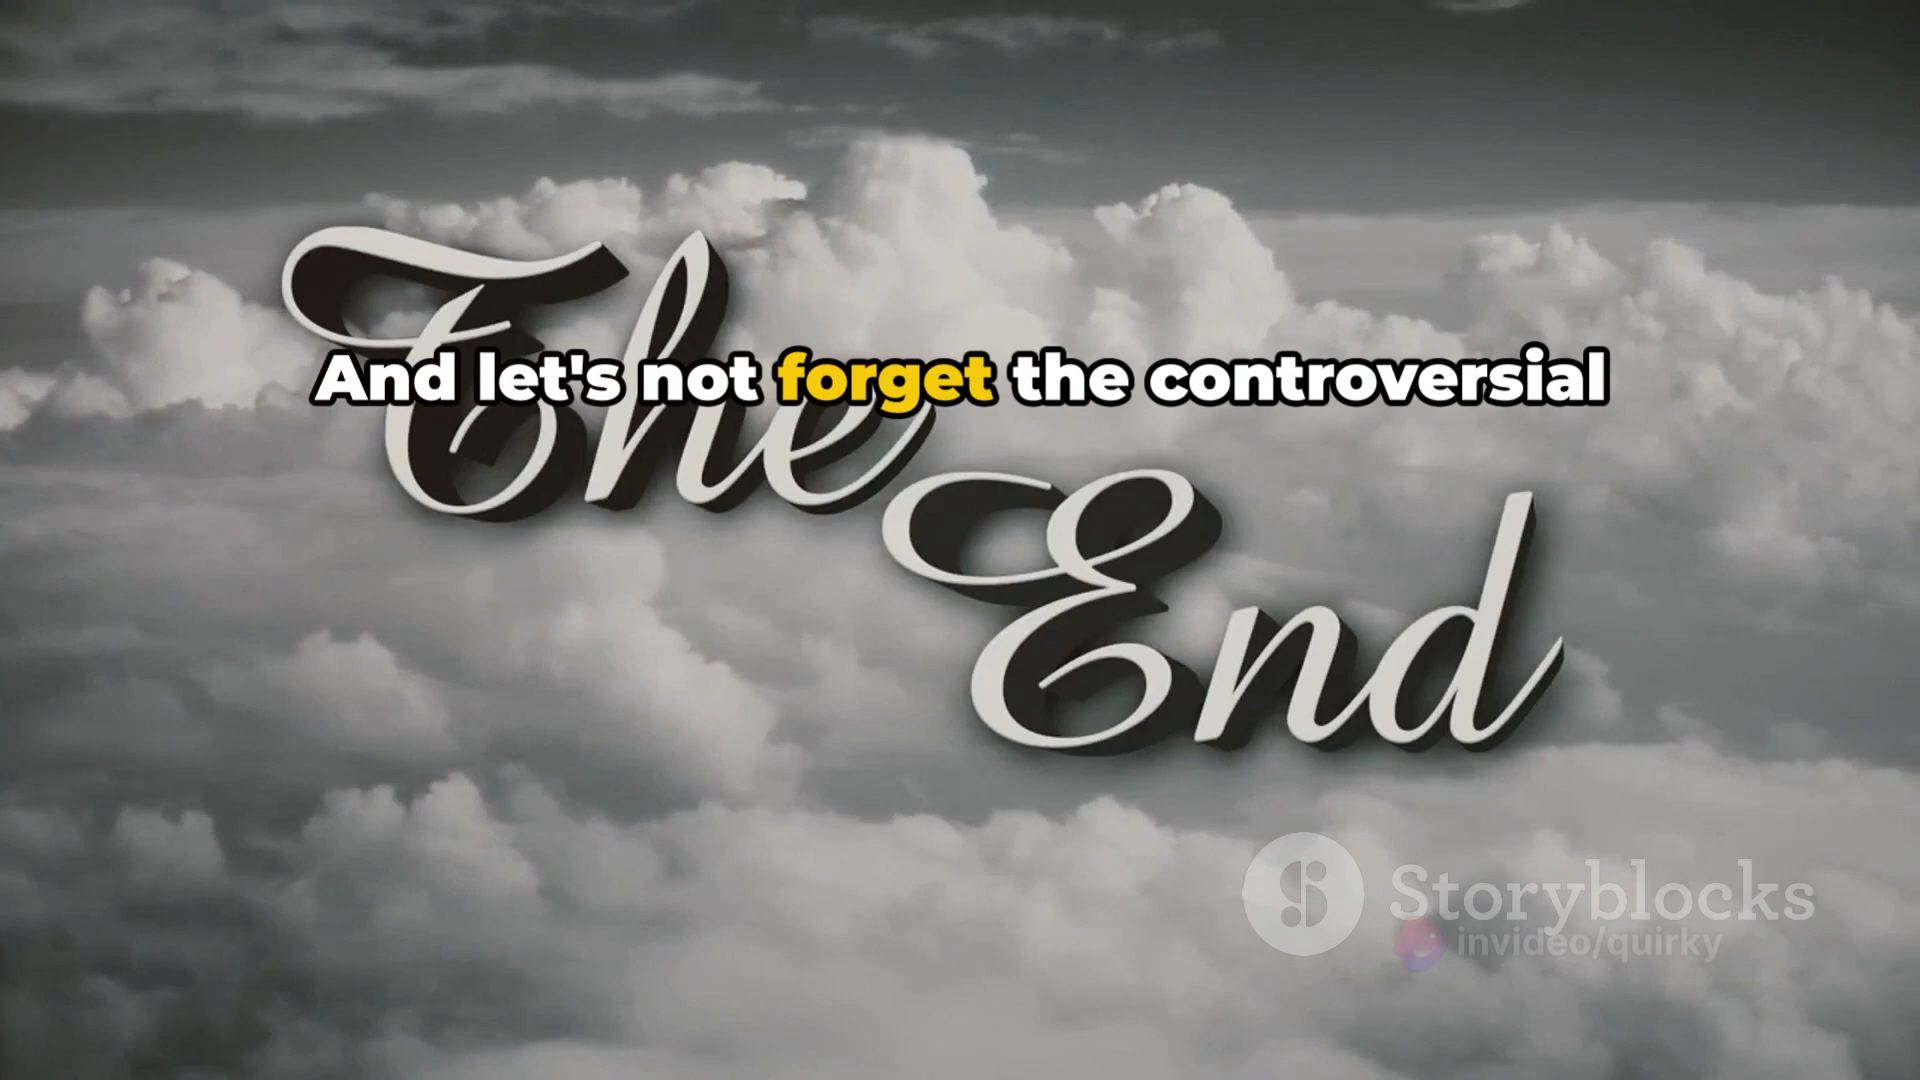 The
And let's not forget the controversial
End
Storyblocks
invideo/quirky